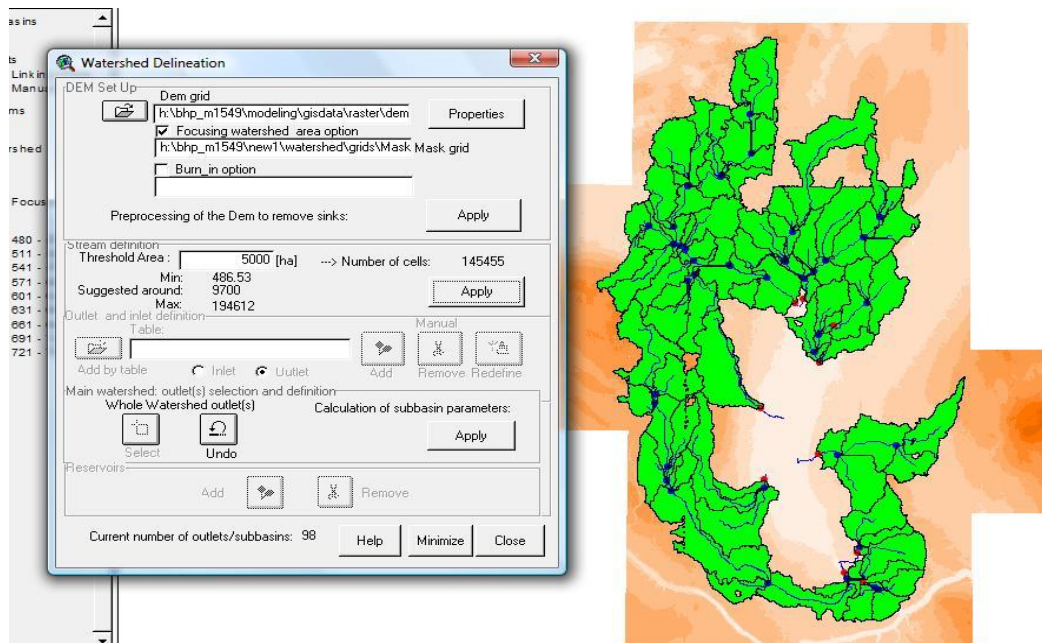 asins
ts
Linkin
Manua
ms
rshed
Focus
480 -
511 -
541 -
571 -
601 -
631 -
661 -
691 -
721 -
Watershed Delineation
DEM Set Up
Dem grid
h:\bhp_m1549\modeling\gisdata\raster\dem
Properties
Focusing watershed area option
h:\bhp_m1549\new1\watershed\grids\Mask Mask grid
Burn_in option
Preprocessing of the Dem to remove sinks:
Apply
Stream definition
Threshold Area : 5000 [ha] ---> Number of cells: 145455
Min: 486.53
Suggested around: 9700
Max: 194612
Apply
Outlet and inlet definition
Table:
Manual
Add by table
Inlet
Outlet
Add
Remove
Redefine
Main watershed: outlet(s) selection and definition
Whole Watershed outlet(s)
Calculation of subbasin parameters:
Select
Undo
Apply
Reservoirs
Add
Remove
Current number of outlets/subbasins: 98
Help
Minimize
Close